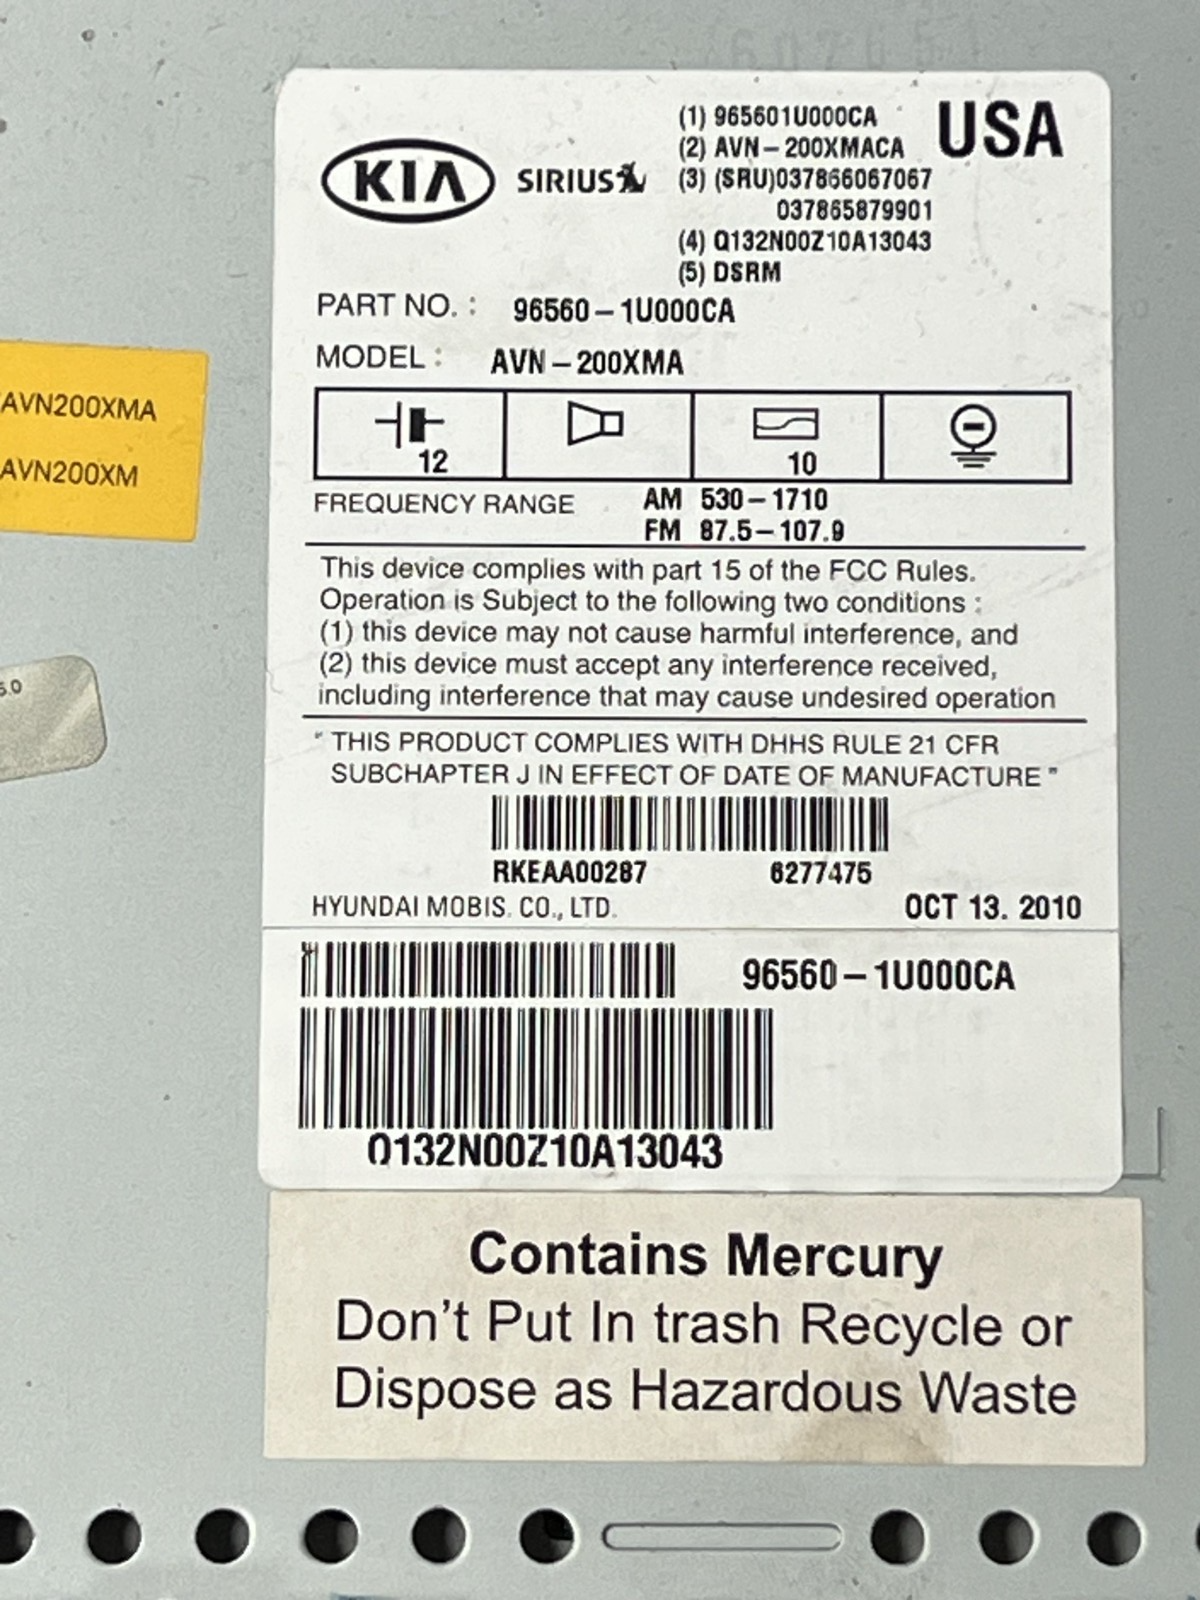 KIA
SIRIUS
(1) 965601U000CA
(2) AVN-200XMACA
(3) (SRU)037866067067
037865879901
(4) Q132N00Z10A13043
(5) DSRM
USA
PART NO. : 96560-1U000CA
MODEL : AVN-200XMA
12
10
FREQUENCY RANGE AM 530-1710
FM 87.5-107.9
This device complies with part 15 of the FCC Rules.
Operation is Subject to the following two conditions :
(1) this device may not cause harmful interference, and
(2) this device must accept any interference received,
including interference that may cause undesired operation
" THIS PRODUCT COMPLIES WITH DHHS RULE 21 CFR
SUBCHAPTER J IN EFFECT OF DATE OF MANUFACTURE "
RKEAA00287 6277475
HYUNDAI MOBIS. CO., LTD. OCT 13. 2010
96560-1U000CA
Q132N00Z10A13043
Contains Mercury
Don't Put In trash Recycle or
Dispose as Hazardous Waste
AVN200XMA
AVN200XM